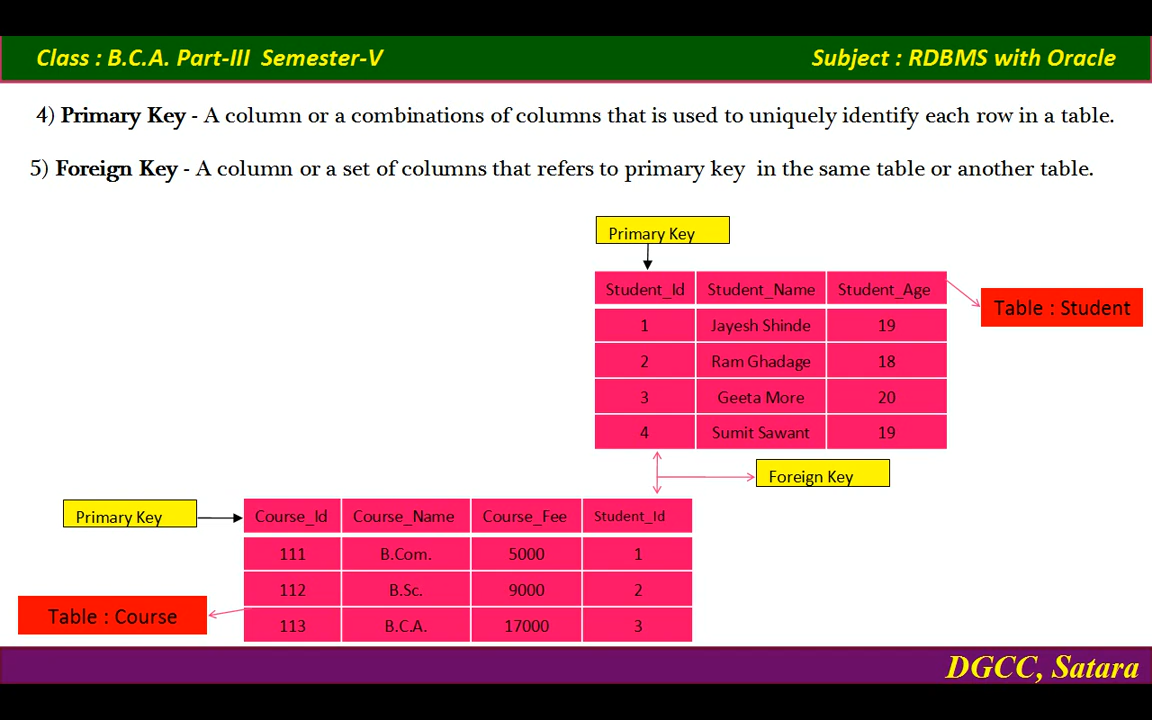 Class : B.C.A. Part-III Semester-V Subject : RDBMS with Oracle
4) Primary Key - A column or a combinations of columns that is used to uniquely identify each row in a table.
5) Foreign Key - A column or a set of columns that refers to primary key in the same table or another table.
Primary Key
Student_Id Student_Name Student_Age
Table : Student
1 Jayesh Shinde 19
2 Ram Ghadage 18
3 Geeta More 20
4 Sumit Sawant 19
Foreign Key
Primary Key
Course_Id Course_Name Course_Fee Student_Id
111 B.Com. 5000 1
112 B.Sc. 9000 2
Table : Course
113 B.C.A. 17000 3
DGCC, Satara